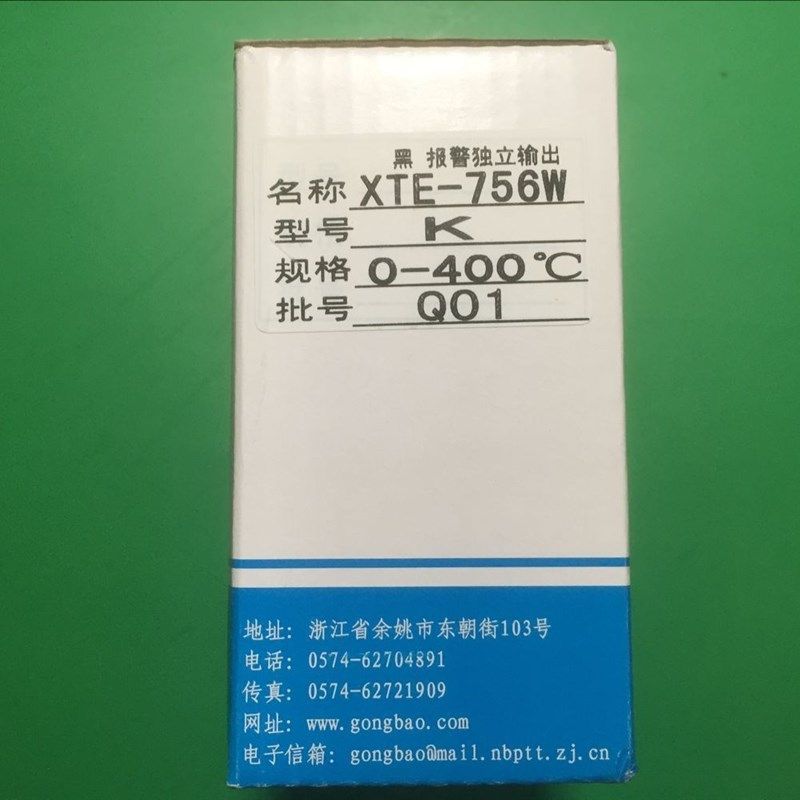 黑 报警独立输出
名称 XTE-756W
型号 K
规格 0-400℃
批号 Q01
地址: 浙江省余姚市东朝街103号
电话: 0574-62704891
传真: 0574-62721909
网址: www.gongbao.com
电子信箱: gongbao@mail.nbptt.zj.cn